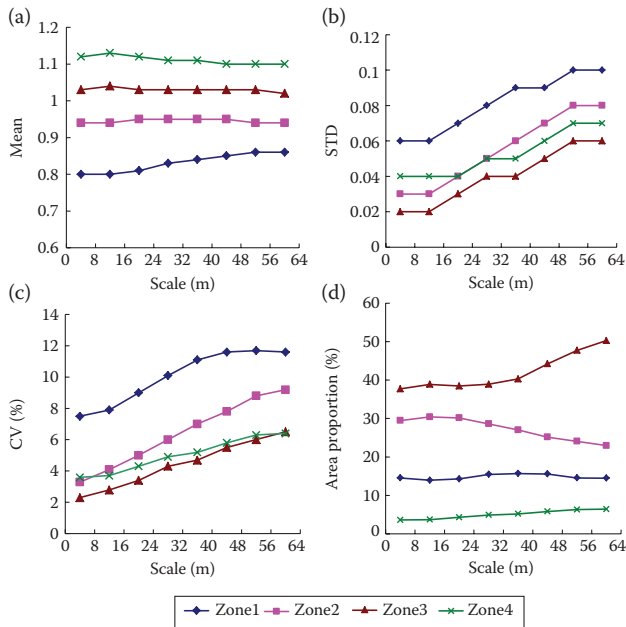 (a)
1.2
1.1
1
0.9
0.8
0.7
0.6
Mean
0 8 16 24 32 40 48 56 64
Scale (m)
(b)
0.1
0.08
0.06
0.04
0.02
0
STD
0 8 16 24 32 40 48 56 64
Scale (m)
(c)
14
12
10
8
6
4
2
0
CV (%)
0 8 16 24 32 40 48 56 64
Scale (m)
(d)
60
50
40
30
20
10
0
Area proportion (%)
0 8 16 24 32 40 48 56 64
Scale (m)
Zone1 Zone2 Zone3 Zone4